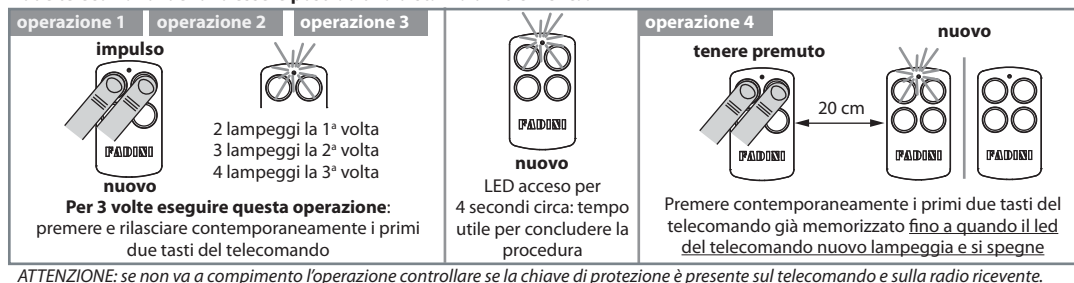 operazione 1
operazione 2
operazione 3
impulso
FADINI
nuovo
2 lampeggi la 1ª volta
3 lampeggi la 2ª volta
4 lampeggi la 3ª volta
Per 3 volte eseguire questa operazione:
premere e rilasciare contemporaneamente i primi
due tasti del telecomando
FADINI
nuovo
LED acceso per
4 secondi circa: tempo
utile per concludere la
procedura
operazione 4
tenere premuto
nuovo
20 cm
FADINI
FADINI
FADINI
Premere contemporaneamente i primi due tasti del
telecomando già memorizzato fino a quando il led
del telecomando nuovo lampeggia e si spegne
ATTENZIONE: se non va a compimento l'operazione controllare se la chiave di protezione è presente sul telecomando e sulla radio ricevente.